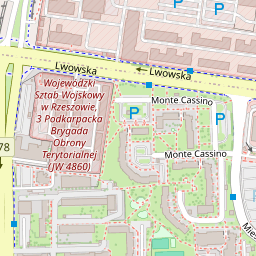 P
Lwowska
Lwowska
Wojewódzki
Sztab Wojskowy
w Rzeszowie,
3 Podkarpacka
Brygada
Obrony
Terytorialnej
(JW 4860)
Monte Cassino
P
P
78
Monte Cassino